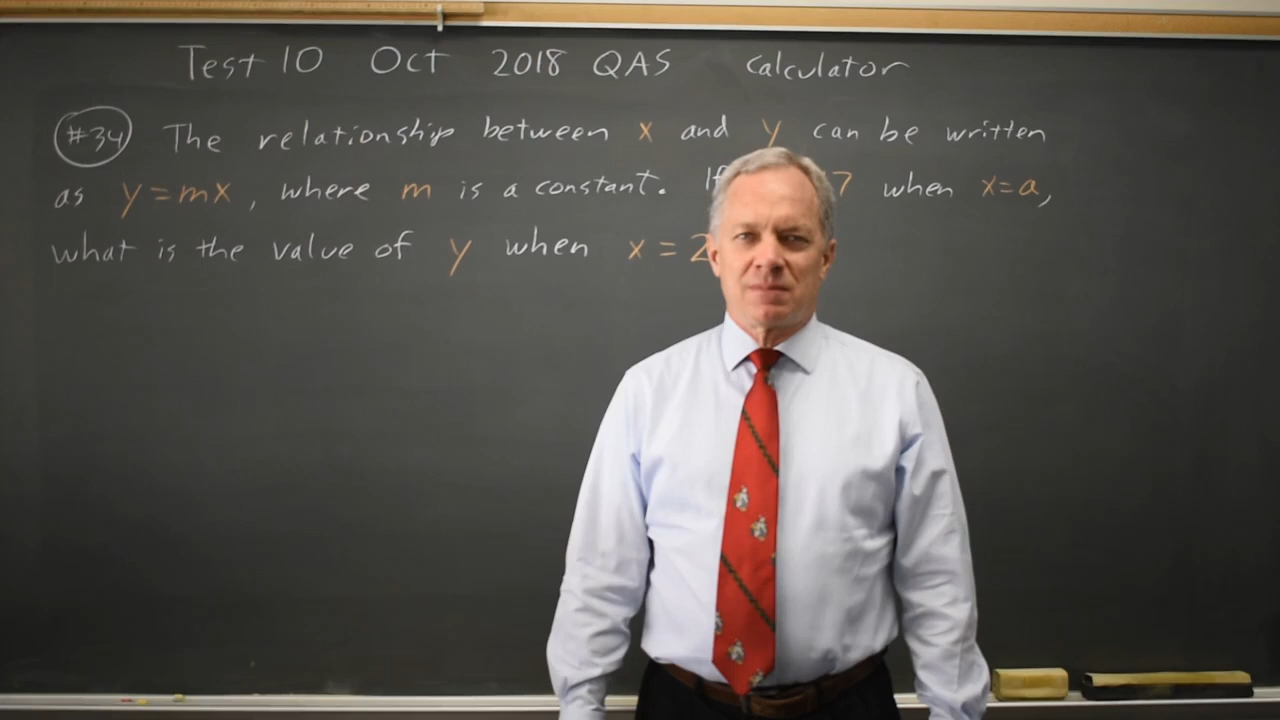 Test 10 Oct 2018 QAS calculator
#34 The relationship between x and y can be written
as y=mx, where m is a constant. If 7 when x=a,
what is the value of y when x = 2